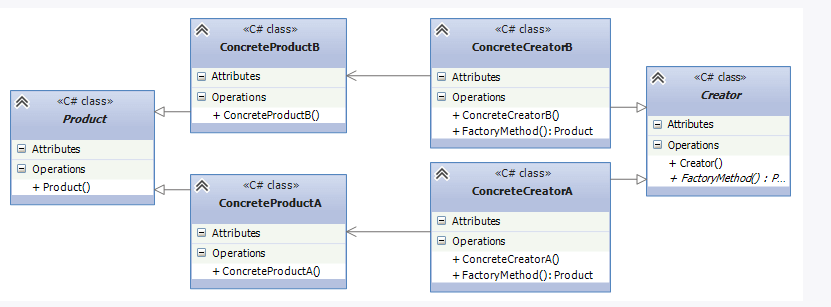 «C# class»
Product
Attributes
Operations
+ Product()
«C# class»
ConcreteProductB
Attributes
Operations
+ ConcreteProductB()
«C# class»
ConcreteProductA
Attributes
Operations
+ ConcreteProductA()
«C# class»
ConcreteCreatorB
Attributes
Operations
+ ConcreteCreatorB()
+ FactoryMethod(): Product
«C# class»
ConcreteCreatorA
Attributes
Operations
+ ConcreteCreatorA()
+ FactoryMethod(): Product
«C# class»
Creator
Attributes
Operations
+ Creator()
+ FactoryMethod() : P...